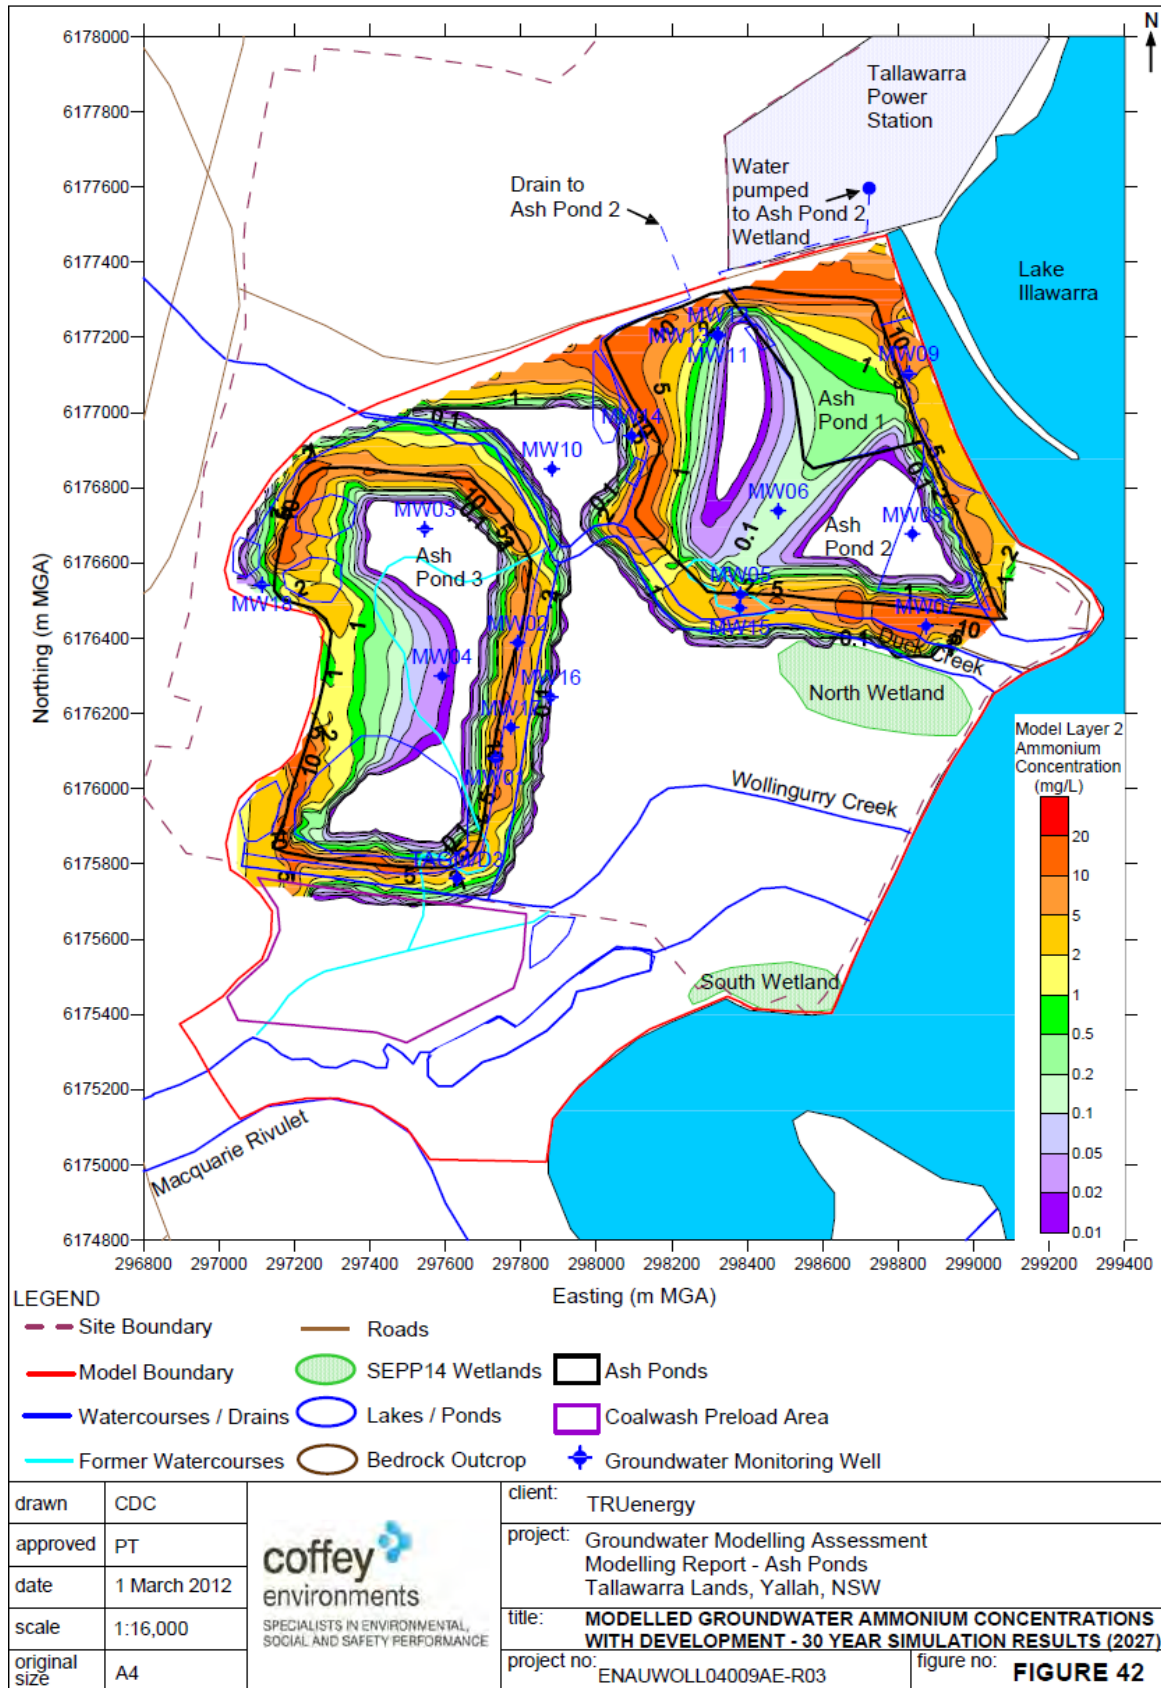 N
6178000
6177800
6177600
6177400
6177200
6177000
6176800
6176600
6176400
6176200
6176000
6175800
6175600
6175400
6175200
6175000
6174800
Northing (m MGA)
296800
297000
297200
297400
297600
297800
298000
298200
298400
298600
298800
299000
299200
299400
Easting (m MGA)
Tallawarra
Power
Station
Water
pumped
to Ash Pond 2
Wetland
Drain to
Ash Pond 2
Lake
Illawarra
MW13
MW11
MW09
Ash
Pond 1
MW14
MW10
MW03
MW06
MW08
Ash
Pond 2
Ash
Pond 3
MW18
MW05
MW15
MW07
MW02
Duck Creek
MW04
MW16
North Wetland
MW17
MW01
Wollingurry Creek
TAGW/D3
South Wetland
Macquarie Rivulet
10
5
1
0.1
2
Model Layer 2
Ammonium
Concentration
(mg/L)
20
10
5
2
1
0.5
0.2
0.1
0.05
0.02
0.01
LEGEND
Site Boundary
Roads
Model Boundary
SEPP14 Wetlands
Ash Ponds
Watercourses / Drains
Lakes / Ponds
Coalwash Preload Area
Former Watercourses
Bedrock Outcrop
Groundwater Monitoring Well
drawn CDC
approved PT
date 1 March 2012
scale 1:16,000
original
size A4
coffey
environments
SPECIALISTS IN ENVIRONMENTAL,
SOCIAL AND SAFETY PERFORMANCE
client: TRUenergy
project: Groundwater Modelling Assessment
Modelling Report - Ash Ponds
Tallawarra Lands, Yallah, NSW
title: MODELLED GROUNDWATER AMMONIUM CONCENTRATIONS
WITH DEVELOPMENT - 30 YEAR SIMULATION RESULTS (2027)
project no: ENAUWOLL04009AE-R03
figure no: FIGURE 42